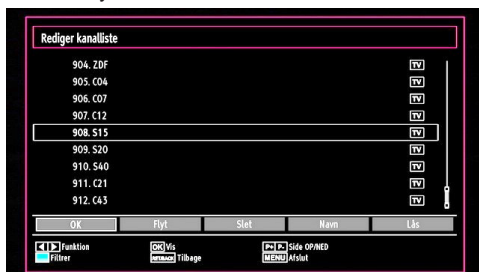 Rediger kanalliste
904. ZDF TV
905. C04 TV
906. C07 TV
907. C12 TV
908. S15 TV
909. S20 TV
910. S40 TV
911. C21 TV
912. C43 TV
OK Flyt Slet Navn Lås
Funktion OK Vis P+ P- Side OP/NED
Filtrer RET/BACK Tilbage MENU Afslut